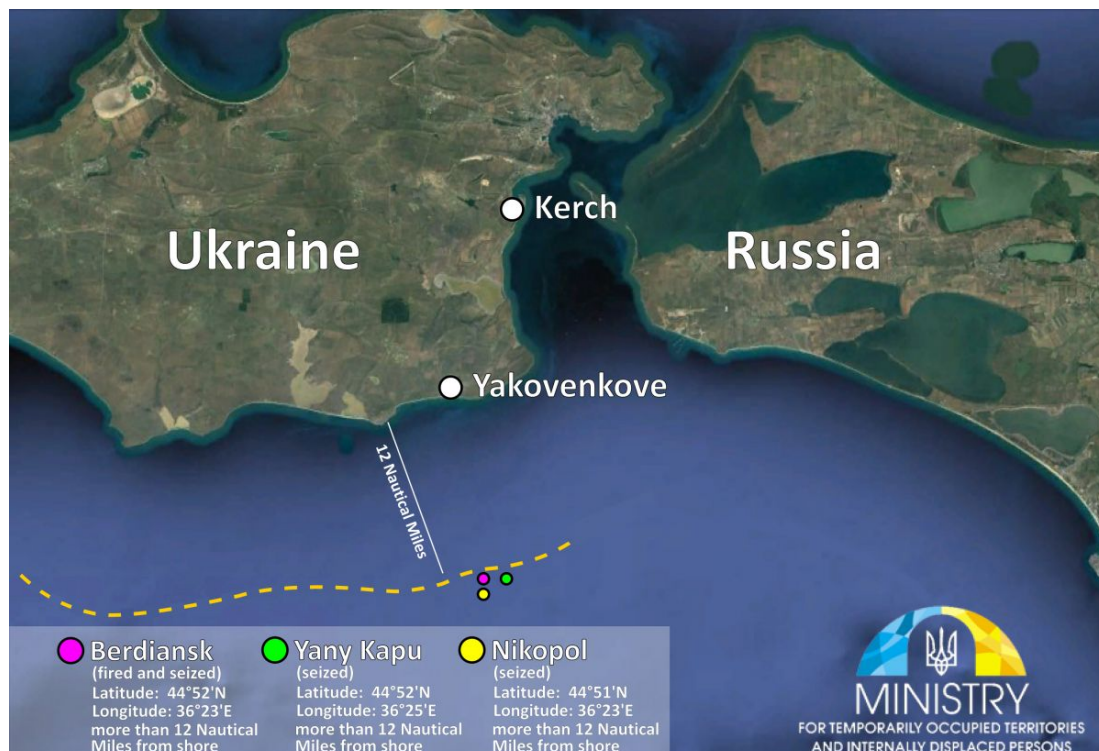 Kerch
Ukraine
Russia
Yakovenkove
12 Nautical Miles
Berdiansk
(fired and seized)
Latitude: 44°52'N
Longitude: 36°23'E
more than 12 Nautical
Miles from shore
Yany Kapu
(seized)
Latitude: 44°52'N
Longitude: 36°25'E
more than 12 Nautical
Miles from shore
Nikopol
(seized)
Latitude: 44°51'N
Longitude: 36°23'E
more than 12 Nautical
Miles from shore
MINISTRY
FOR TEMPORARILY OCCUPIED TERRITORIES
AND INTERNALLY DISPLACED PERSONS